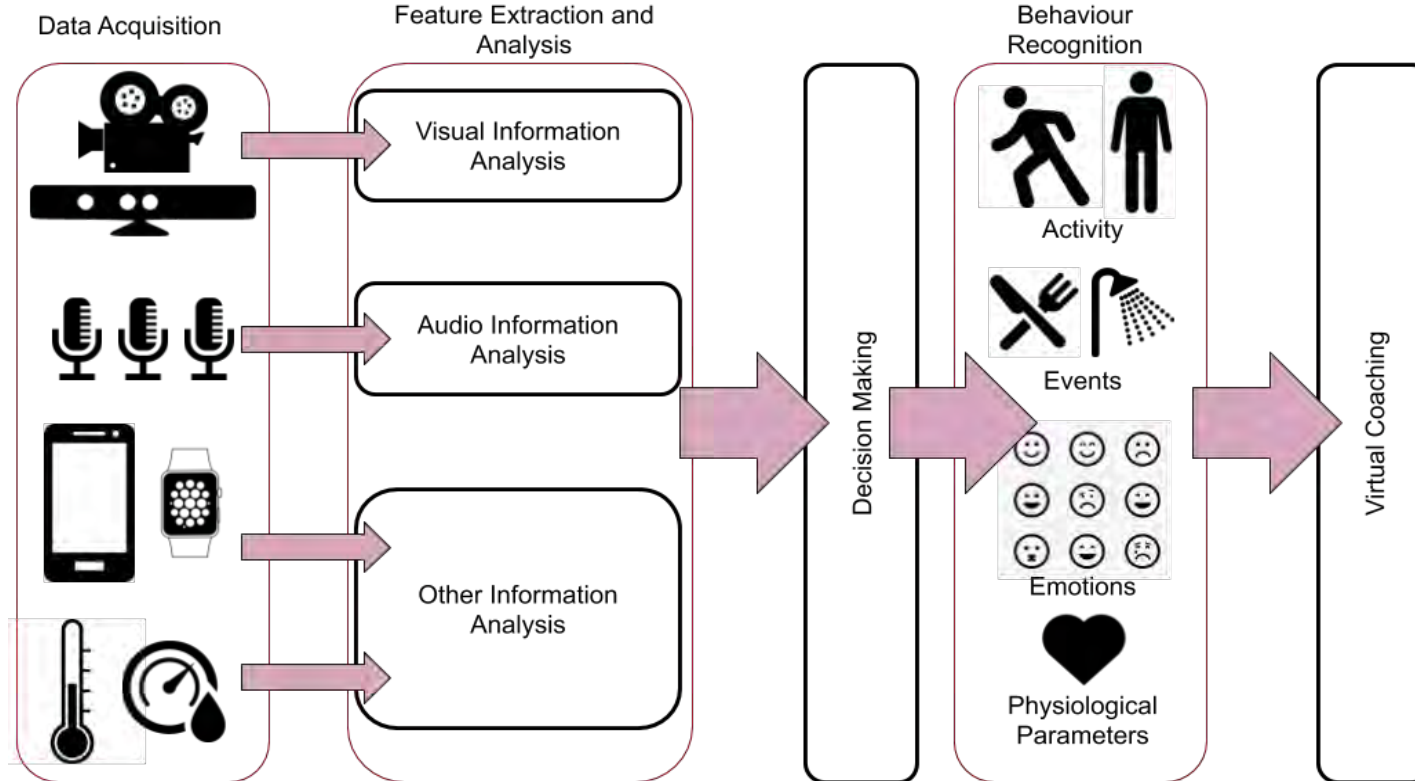 Data Acquisition
Feature Extraction and
Analysis
Behaviour
Recognition
Visual Information
Analysis
Audio Information
Analysis
Other Information
Analysis
Decision Making
Activity
Events
Emotions
Physiological
Parameters
Virtual Coaching